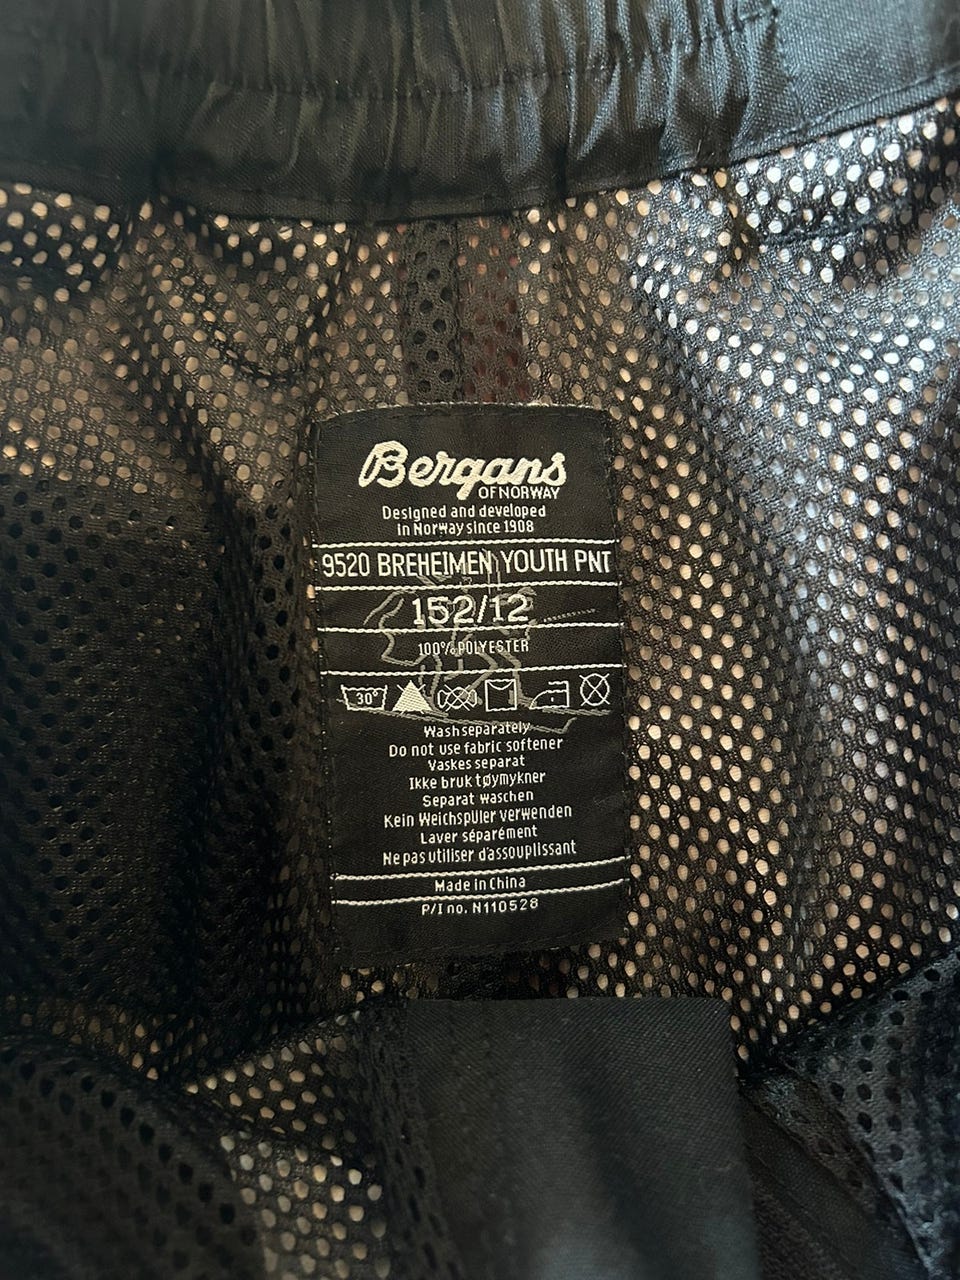 Bergans
OF NORWAY
Designed and developed
in Norway since 1908
9520 BREHEIMEN YOUTH PNT
152/12
100% POLYESTER
30°
Wash separately
Do not use fabric softener
Vaskes separat
Ikke bruk tøymykner
Separat waschen
Kein Weichspüler verwenden
Laver séparément
Ne pas utiliser d'assouplissant
Made in China
P/I no. N110528